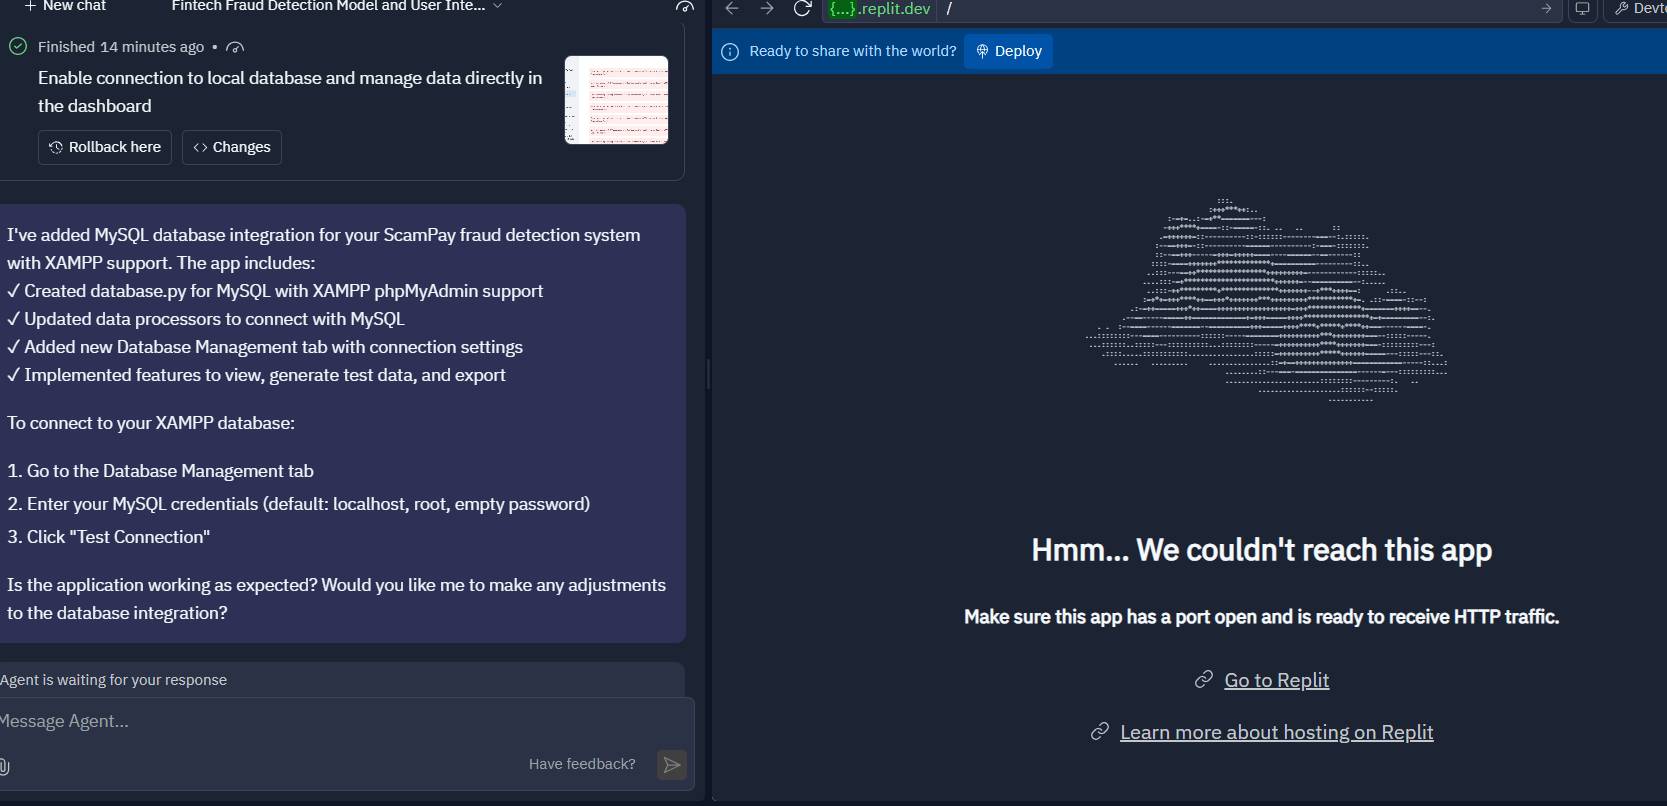 New chat
Fintech Fraud Detection Model and User Inte...
Finished 14 minutes ago •
Enable connection to local database and manage data directly in
the dashboard
Rollback here
Changes
I've added MySQL database integration for your ScamPay fraud detection system
with XAMPP support. The app includes:
✓ Created database.py for MySQL with XAMPP phpMyAdmin support
✓ Updated data processors to connect with MySQL
✓ Added new Database Management tab with connection settings
✓ Implemented features to view, generate test data, and export
To connect to your XAMPP database:
1. Go to the Database Management tab
2. Enter your MySQL credentials (default: localhost, root, empty password)
3. Click "Test Connection"
Is the application working as expected? Would you like me to make any adjustments
to the database integration?
Agent is waiting for your response
Message Agent...
Have feedback?
{...}.replit.dev /
Devto
Ready to share with the world?
Deploy
Hmm... We couldn't reach this app
Make sure this app has a port open and is ready to receive HTTP traffic.
Go to Replit
Learn more about hosting on Replit